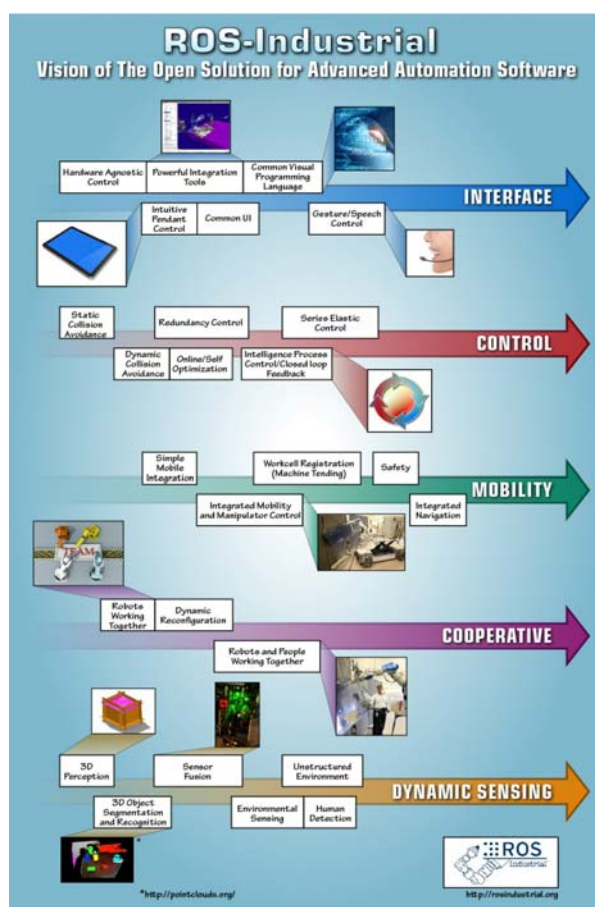 ROS-Industrial
Vision of The Open Solution for Advanced Automation Software
Hardware Agnostic
Control
Powerful Integration
Tools
Common Visual
Programming
Language
INTERFACE
Intuitive
Pendant
Control
Common UI
Gesture/Speech
Control
Static
Collision
Avoidance
Redundancy Control
Series Elastic
Control
CONTROL
Dynamic
Collision
Avoidance
Online/Self
Optimization
Intelligence Process
Control/Closed loop
Feedback
Simple
Mobile
Integration
Workcell Registration
(Machine Tending)
Safety
MOBILITY
Integrated Mobility
and Manipulator Control
Integrated
Navigation
TEAM
Robots
Working
Together
Dynamic
Reconfiguration
COOPERATIVE
Robots and People
Working Together
3D
Perception
Sensor
Fusion
Unstructured
Environment
DYNAMIC SENSING
3D Object
Segmentation
and Recognition
Environmental
Sensing
Human
Detection
*
*http://pointclouds.org/
ROS
Industrial
http://rosindustrial.org